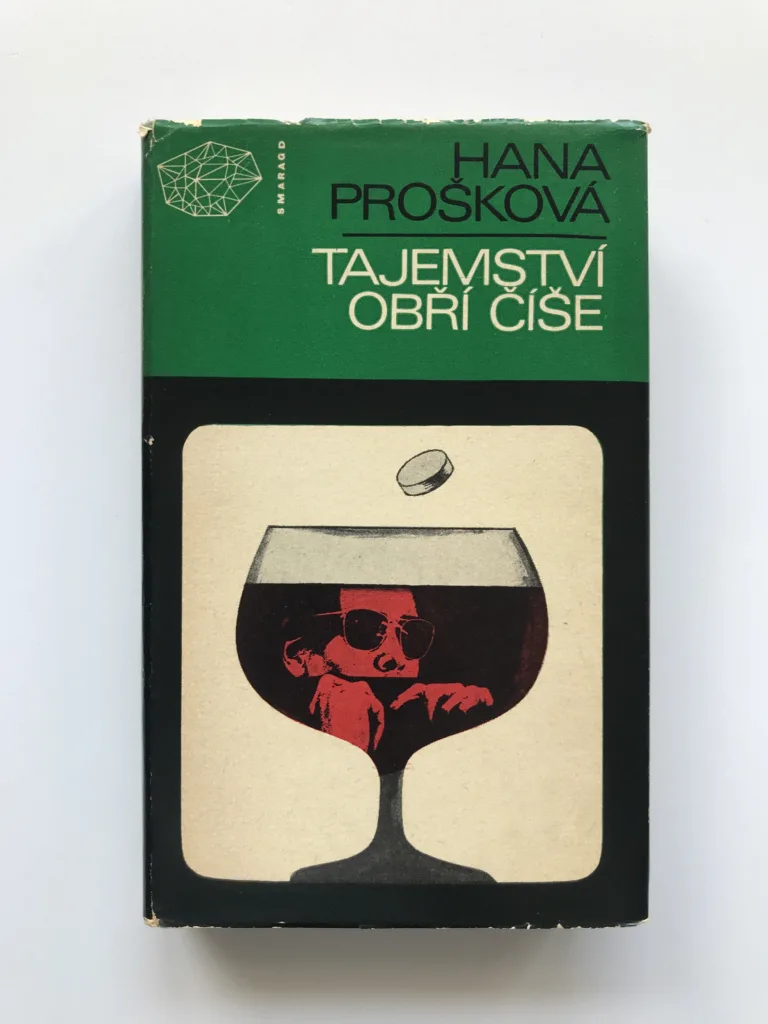 SMARAGD
HANA
PROŠKOVÁ
TAJEMSTVÍ
OBŘÍ ČÍŠE